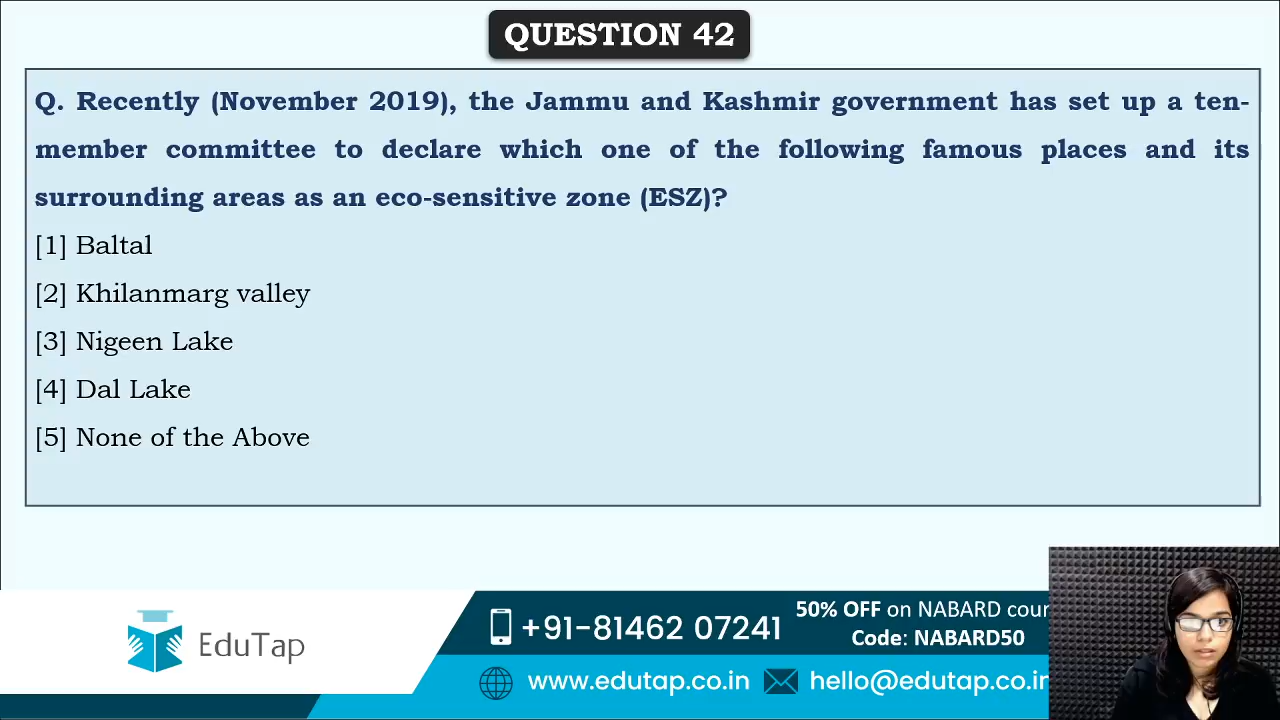 QUESTION 42
Q. Recently (November 2019), the Jammu and Kashmir government has set up a ten-
member committee to declare which one of the following famous places and its
surrounding areas as an eco-sensitive zone (ESZ)?
[1] Baltal
[2] Khilanmarg valley
[3] Nigeen Lake
[4] Dal Lake
[5] None of the Above
EduTap
+91-81462 07241
50% OFF on NABARD cour
Code: NABARD50
www.edutap.co.in
hello@edutap.co.in